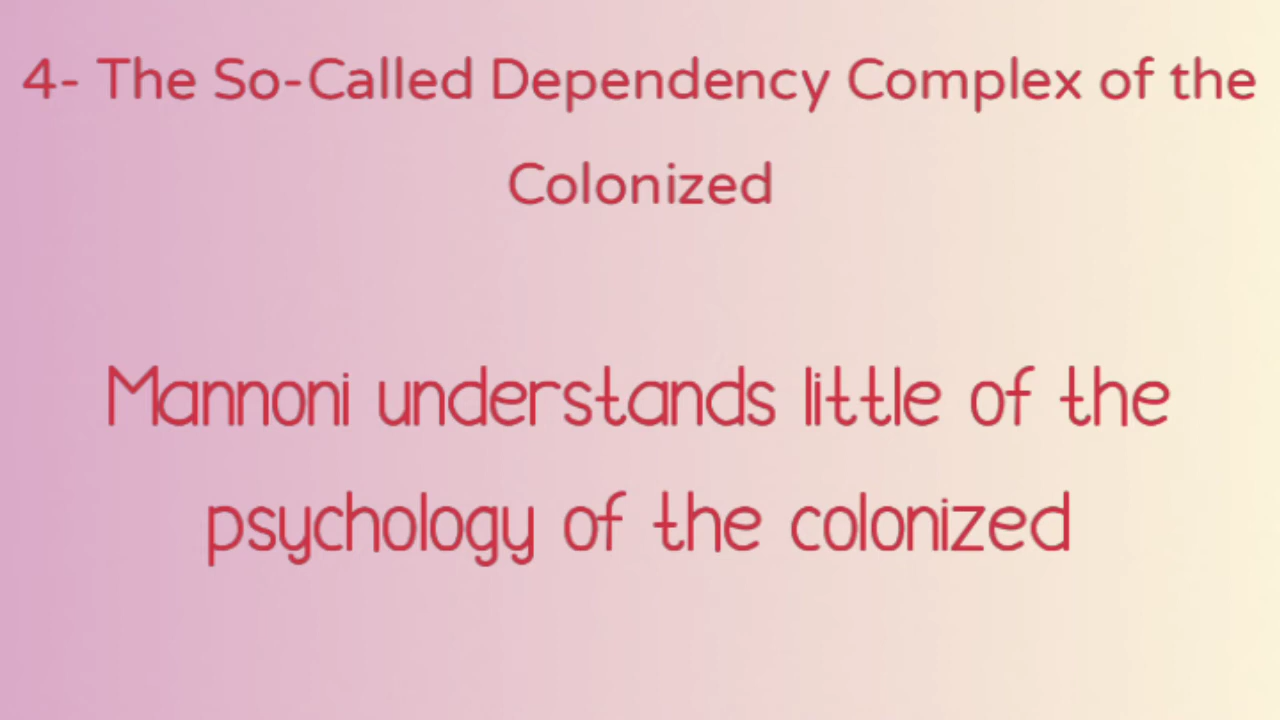 4- The So-Called Dependency Complex of the
Colonized
Mannoni understands little of the
psychology of the colonized